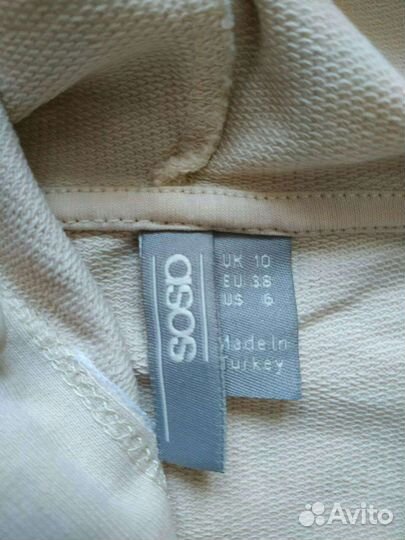 asos
UK 10
EU 38
US 6
Made in
Turkey
Avito